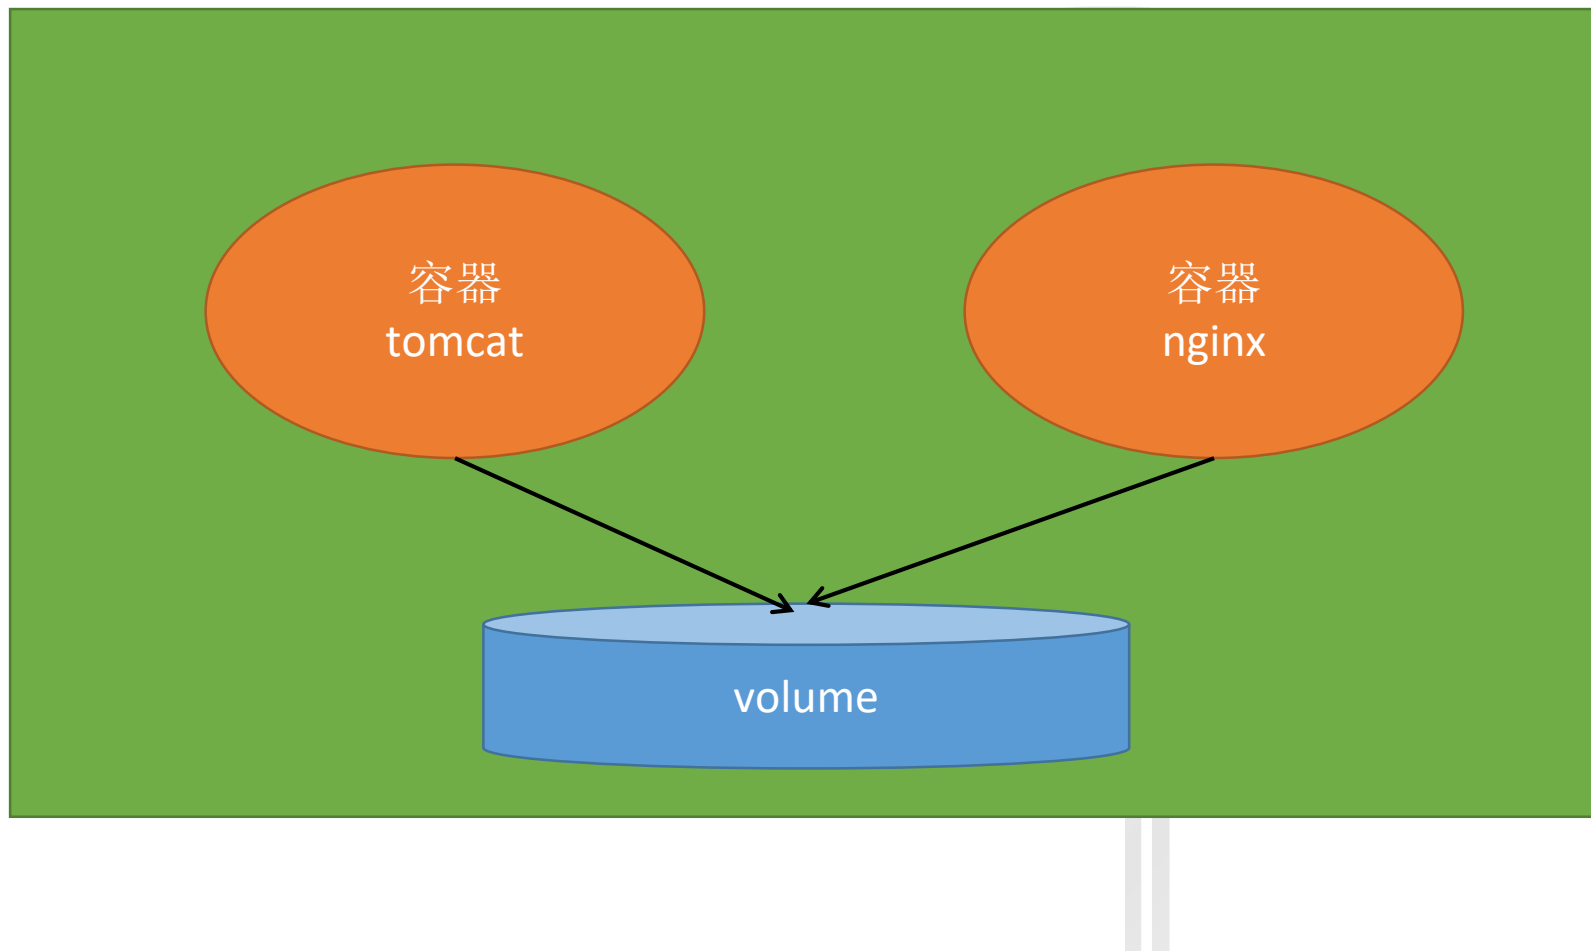 容器
tomcat
容器
nginx
volume